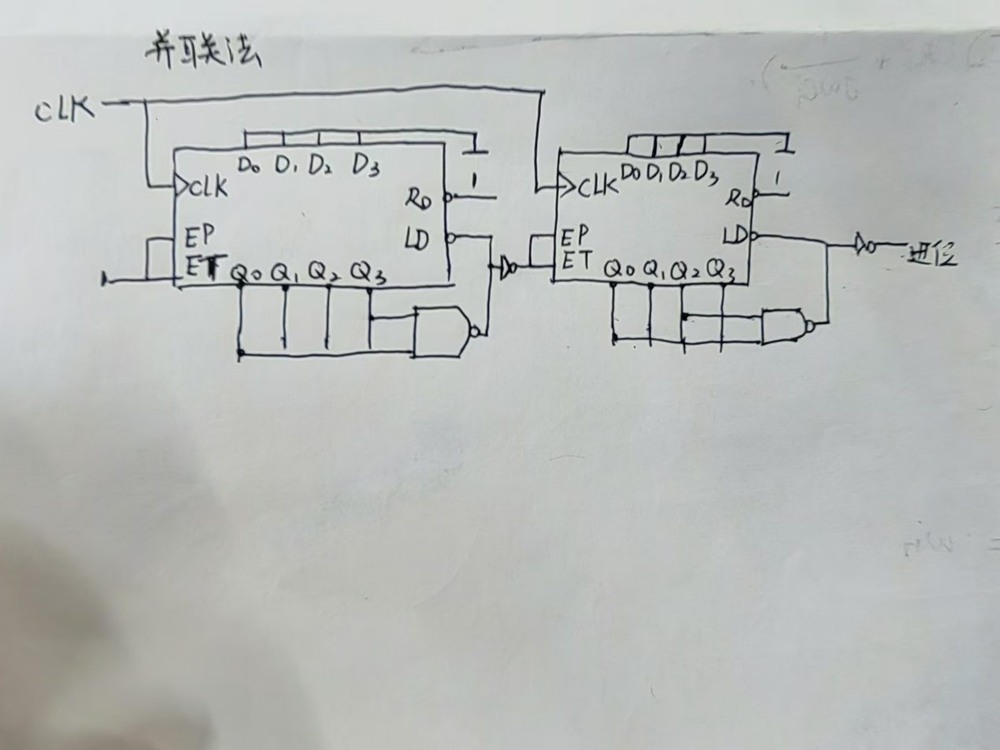 并联法
CLK
D₀ D₁ D₂ D₃
CLK
R₀ 1
EP
LD
ET Q₀ Q₁ Q₂ Q₃
D₀ D₁ D₂ D₃
CLK
R₀ 1
EP
LD
ET Q₀ Q₁ Q₂ Q₃
进位